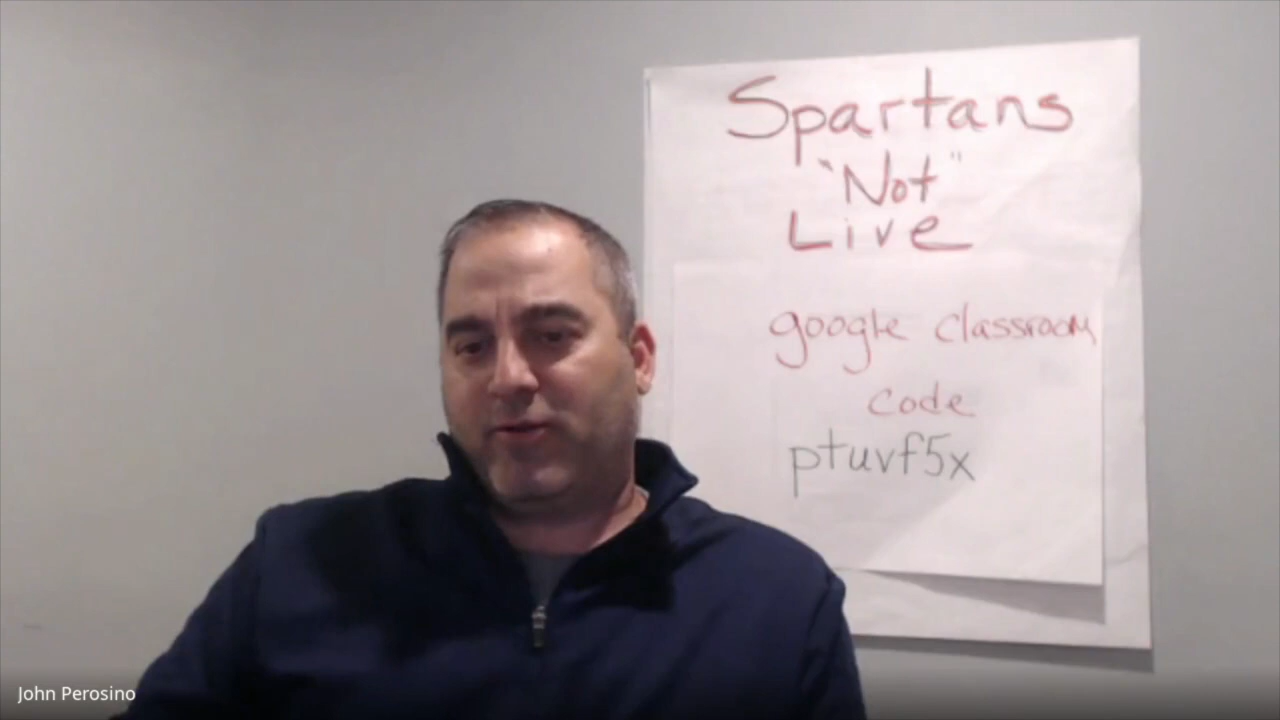 Spartans
"Not"
Live
google classroom
code
ptuvf5x
John Perosino